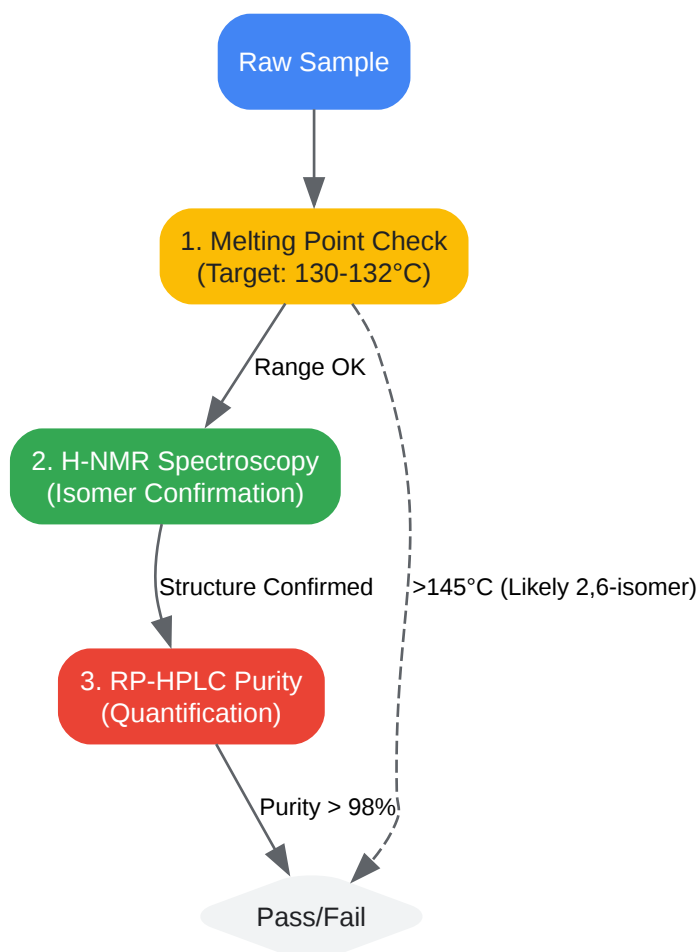 Raw Sample
1. Melting Point Check
(Target: 130-132°C)
Range OK
2. H-NMR Spectroscopy
(Isomer Confirmation)
Structure Confirmed
>145°C (Likely 2,6-isomer)
3. RP-HPLC Purity
(Quantification)
Purity > 98%
Pass/Fail